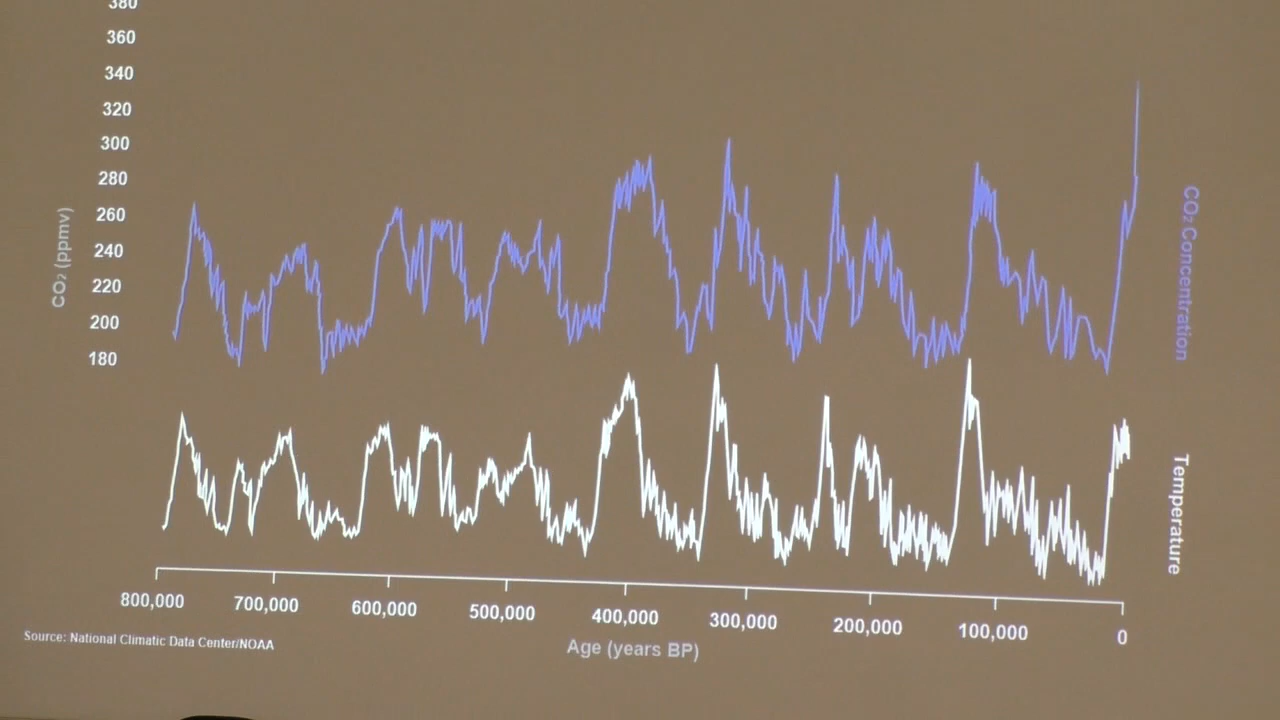 380
360
340
320
300
280
260
240
220
200
180
CO₂ (ppmv)
CO₂ Concentration
Temperature
800,000 700,000 600,000 500,000 400,000 300,000 200,000 100,000 0
Age (years BP)
Source: National Climatic Data Center/NOAA